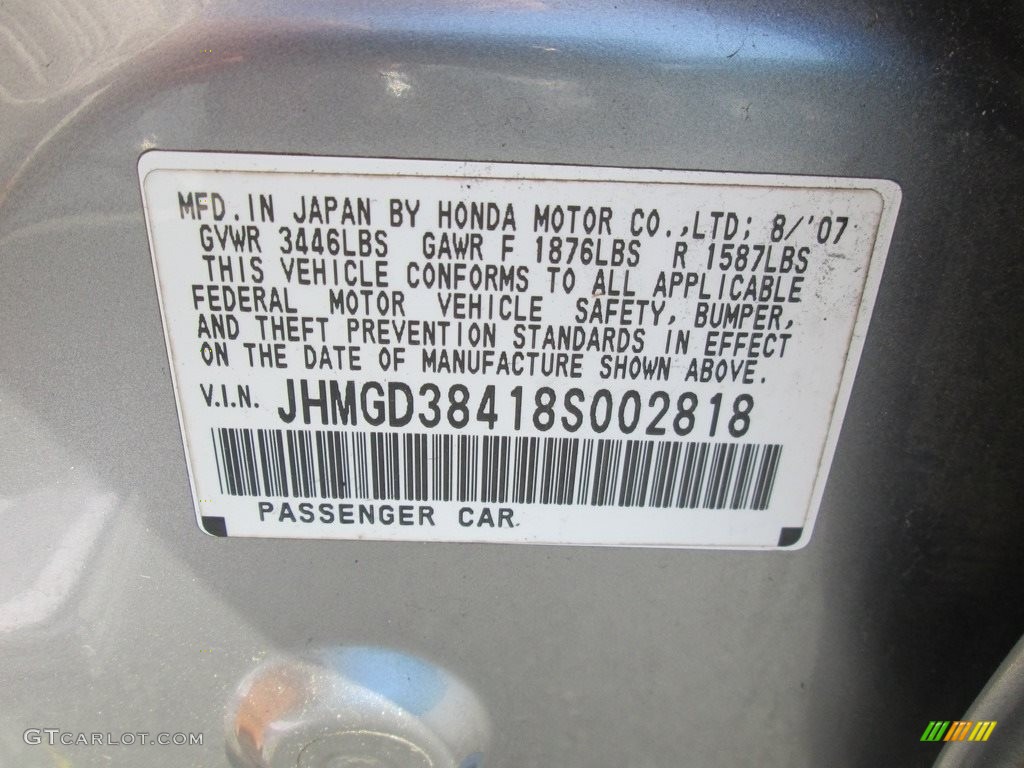 MFD. IN JAPAN BY HONDA MOTOR CO.,LTD; 8/'07
GVWR 3446LBS GAWR F 1876LBS R 1587LBS
THIS VEHICLE CONFORMS TO ALL APPLICABLE
FEDERAL MOTOR VEHICLE SAFETY, BUMPER,
AND THEFT PREVENTION STANDARDS IN EFFECT
ON THE DATE OF MANUFACTURE SHOWN ABOVE.
V.I.N. JHMGD38418S002818
PASSENGER CAR
GTCARLOT.COM